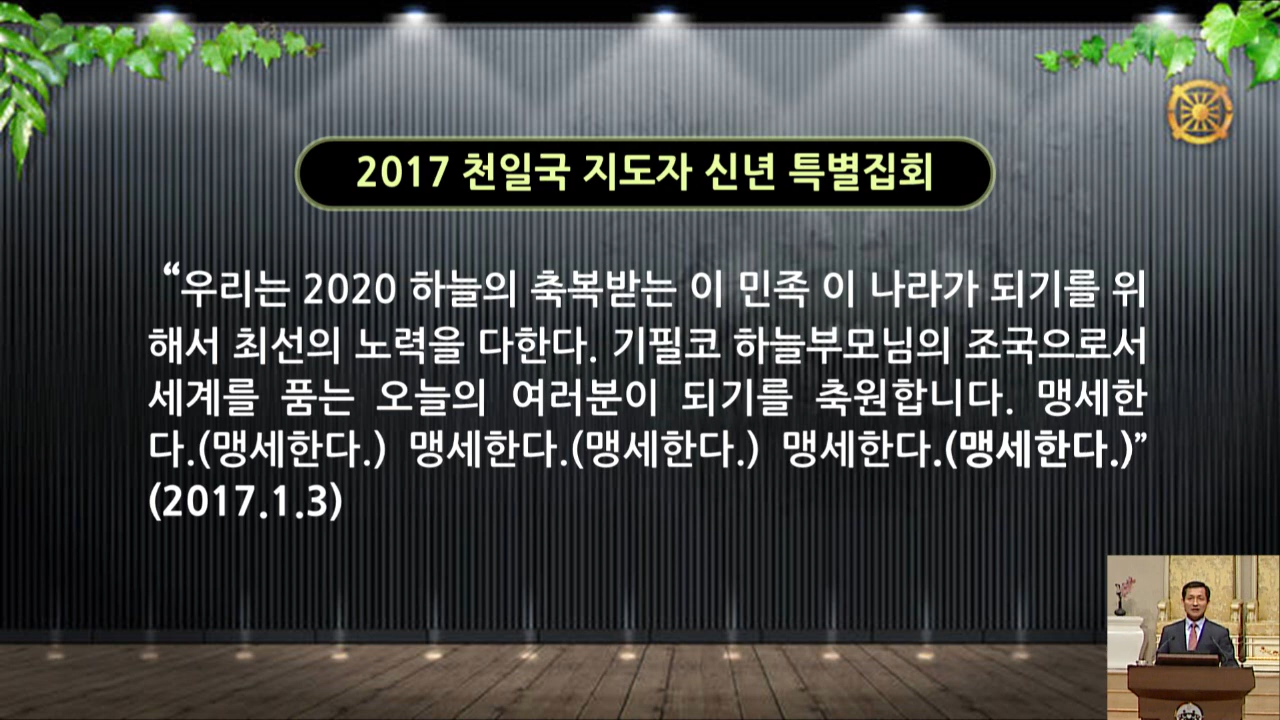 2017 천일국 지도자 신년 특별집회
“우리는 2020 하늘의 축복받는 이 민족 이 나라가 되기를 위
해서 최선의 노력을 다한다. 기필코 하늘부모님의 조국으로서
세계를 품는 오늘의 여러분이 되기를 축원합니다. 맹세한
다.(맹세한다.) 맹세한다.(맹세한다.) 맹세한다.(맹세한다.)”
(2017.1.3)